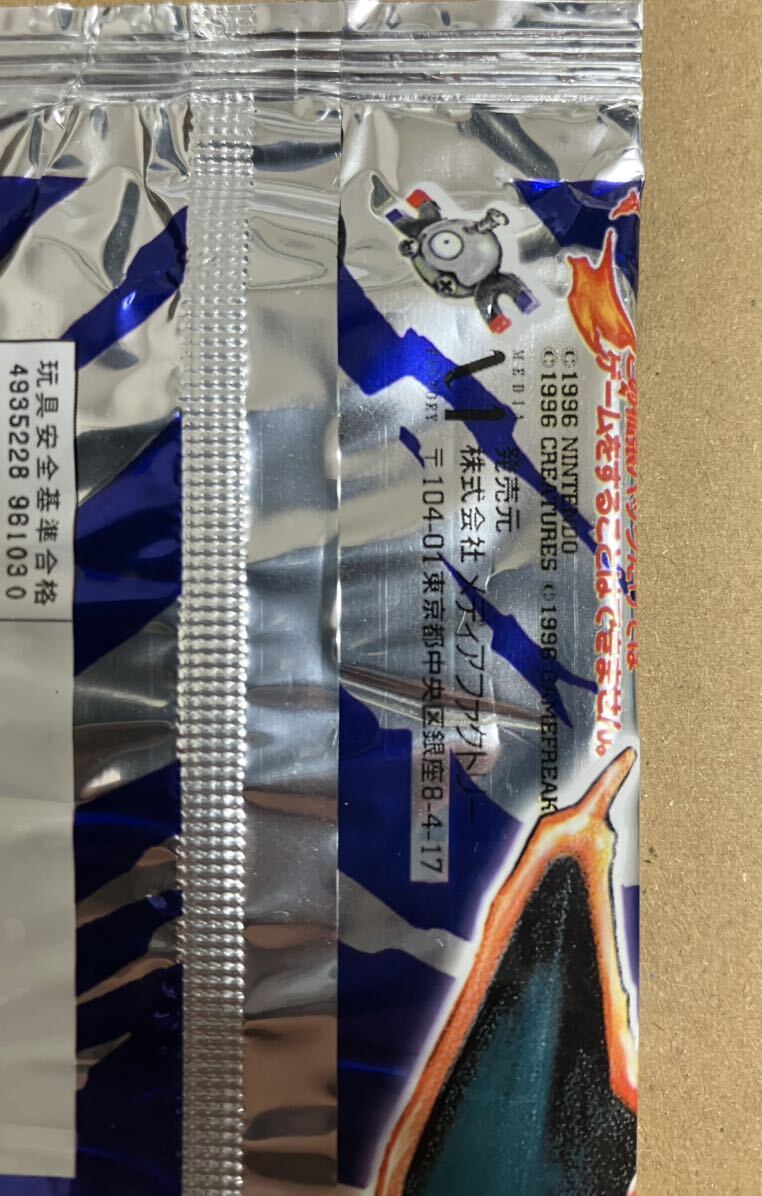 ゲームをすることはできません。
©1996 NINTENDO
©1996 CREATURES ©1996 GAMEFREAK
MEDIA
FACTORY
発売元
株式会社 メディアファクトリー
〒104-01東京都中央区銀座8-4-17
玩具安全基準合格
4935228 981030